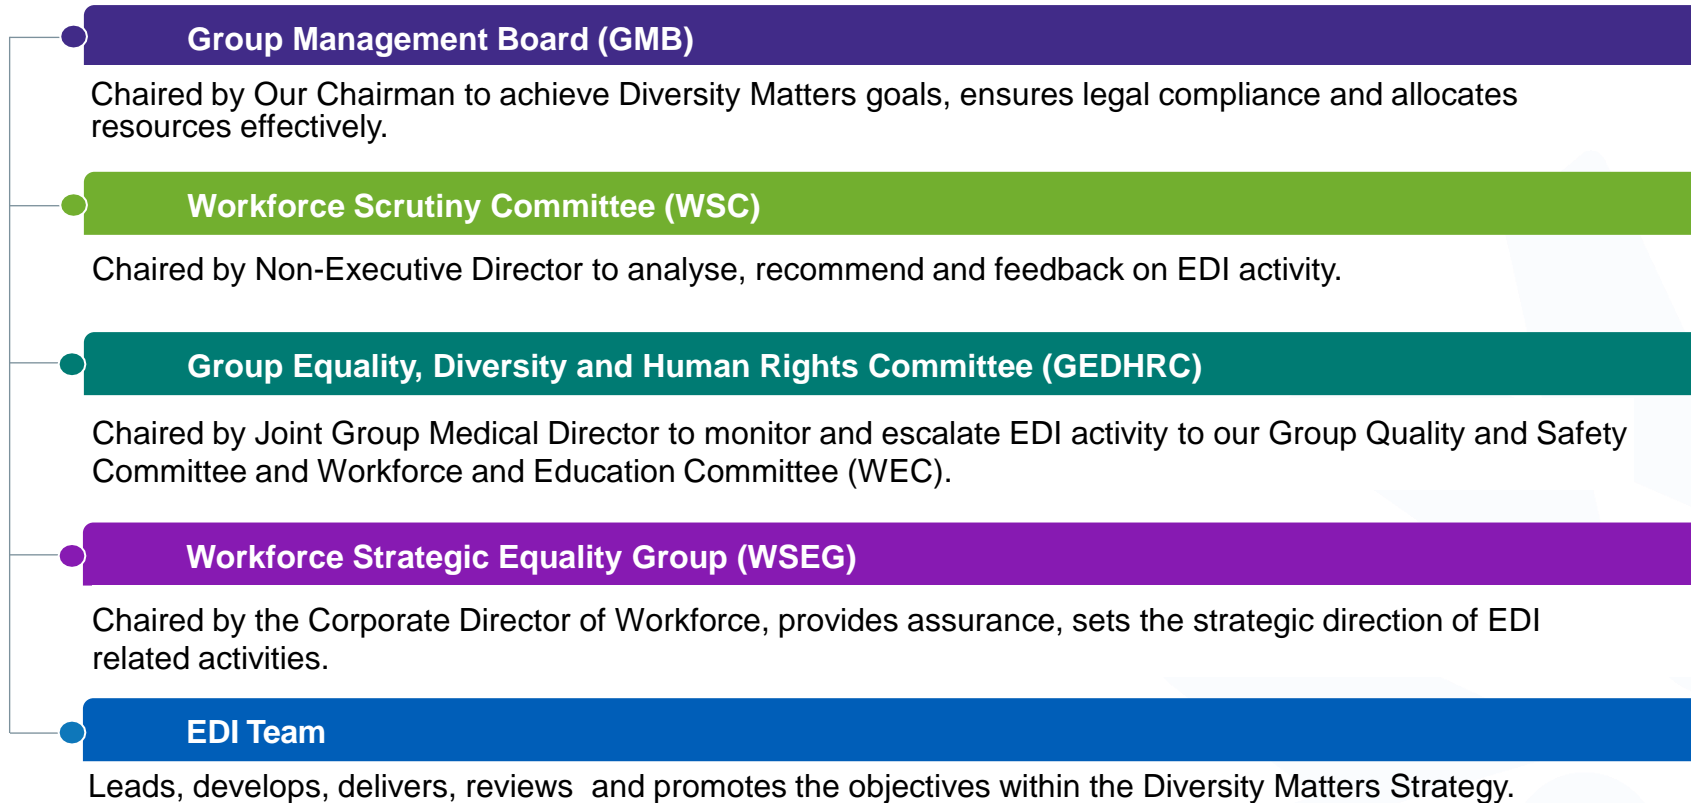 Group Management Board (GMB)
Chaired by Our Chairman to achieve Diversity Matters goals, ensures legal compliance and allocates
resources effectively.
Workforce Scrutiny Committee (WSC)
Chaired by Non-Executive Director to analyse, recommend and feedback on EDI activity.
Group Equality, Diversity and Human Rights Committee (GEDHRC)
Chaired by Joint Group Medical Director to monitor and escalate EDI activity to our Group Quality and Safety
Committee and Workforce and Education Committee (WEC).
Workforce Strategic Equality Group (WSEG)
Chaired by the Corporate Director of Workforce, provides assurance, sets the strategic direction of EDI
related activities.
EDI Team
Leads, develops, delivers, reviews  and promotes the objectives within the Diversity Matters Strategy.